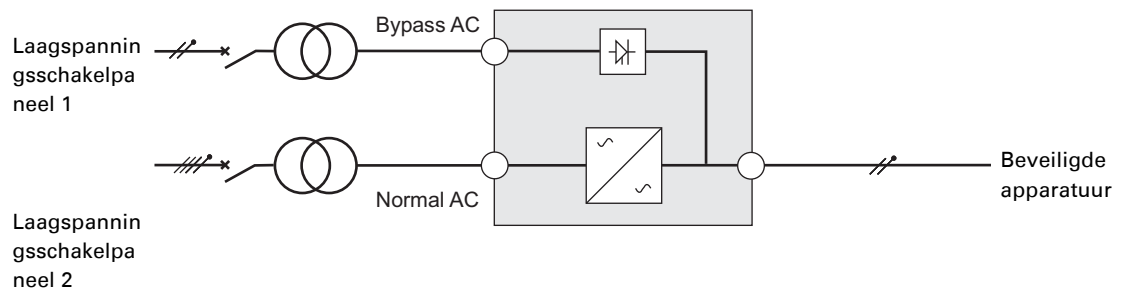 Bypass AC
Laagspannin
gsschakelpa
neel 1
Normal AC
Beveiligde
apparatuur
Laagspannin
gsschakelpa
neel 2